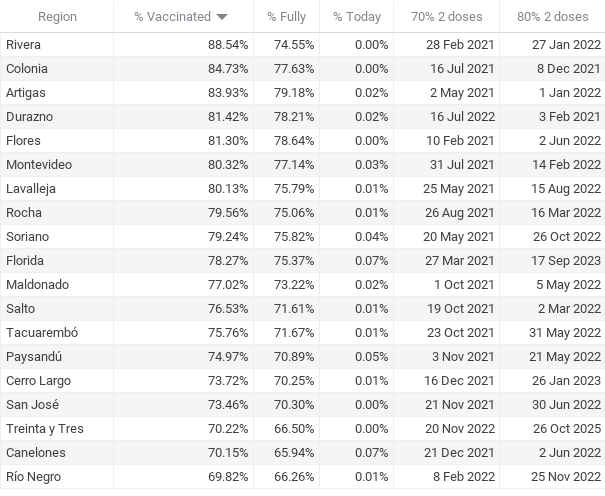 Region % Vaccinated % Fully % Today 70% 2 doses 80% 2 doses
Rivera 88.54% 74.55% 0.00% 28 Feb 2021 27 Jan 2022
Colonia 84.73% 77.63% 0.00% 16 Jul 2021 8 Dec 2021
Artigas 83.93% 79.18% 0.02% 2 May 2021 1 Jan 2022
Durazno 81.42% 78.21% 0.02% 16 Jul 2022 3 Feb 2021
Flores 81.30% 78.64% 0.00% 10 Feb 2021 2 Jun 2022
Montevideo 80.32% 77.14% 0.03% 31 Jul 2021 14 Feb 2022
Lavalleja 80.13% 75.79% 0.01% 25 May 2021 15 Aug 2022
Rocha 79.56% 75.06% 0.01% 26 Aug 2021 16 Mar 2022
Soriano 79.24% 75.82% 0.04% 20 May 2021 26 Oct 2022
Florida 78.27% 75.37% 0.07% 27 Mar 2021 17 Sep 2023
Maldonado 77.02% 73.22% 0.02% 1 Oct 2021 5 May 2022
Salto 76.53% 71.61% 0.01% 19 Oct 2021 2 Mar 2022
Tacuarembó 75.76% 71.67% 0.01% 23 Oct 2021 31 May 2022
Paysandú 74.97% 70.89% 0.05% 3 Nov 2021 21 May 2022
Cerro Largo 73.72% 70.25% 0.01% 16 Dec 2021 26 Jan 2023
San José 73.46% 70.30% 0.00% 21 Nov 2021 30 Jun 2022
Treinta y Tres 70.22% 66.50% 0.00% 20 Nov 2022 26 Oct 2025
Canelones 70.15% 65.94% 0.07% 21 Dec 2021 2 Jun 2022
Río Negro 69.82% 66.26% 0.01% 8 Feb 2022 25 Nov 2022